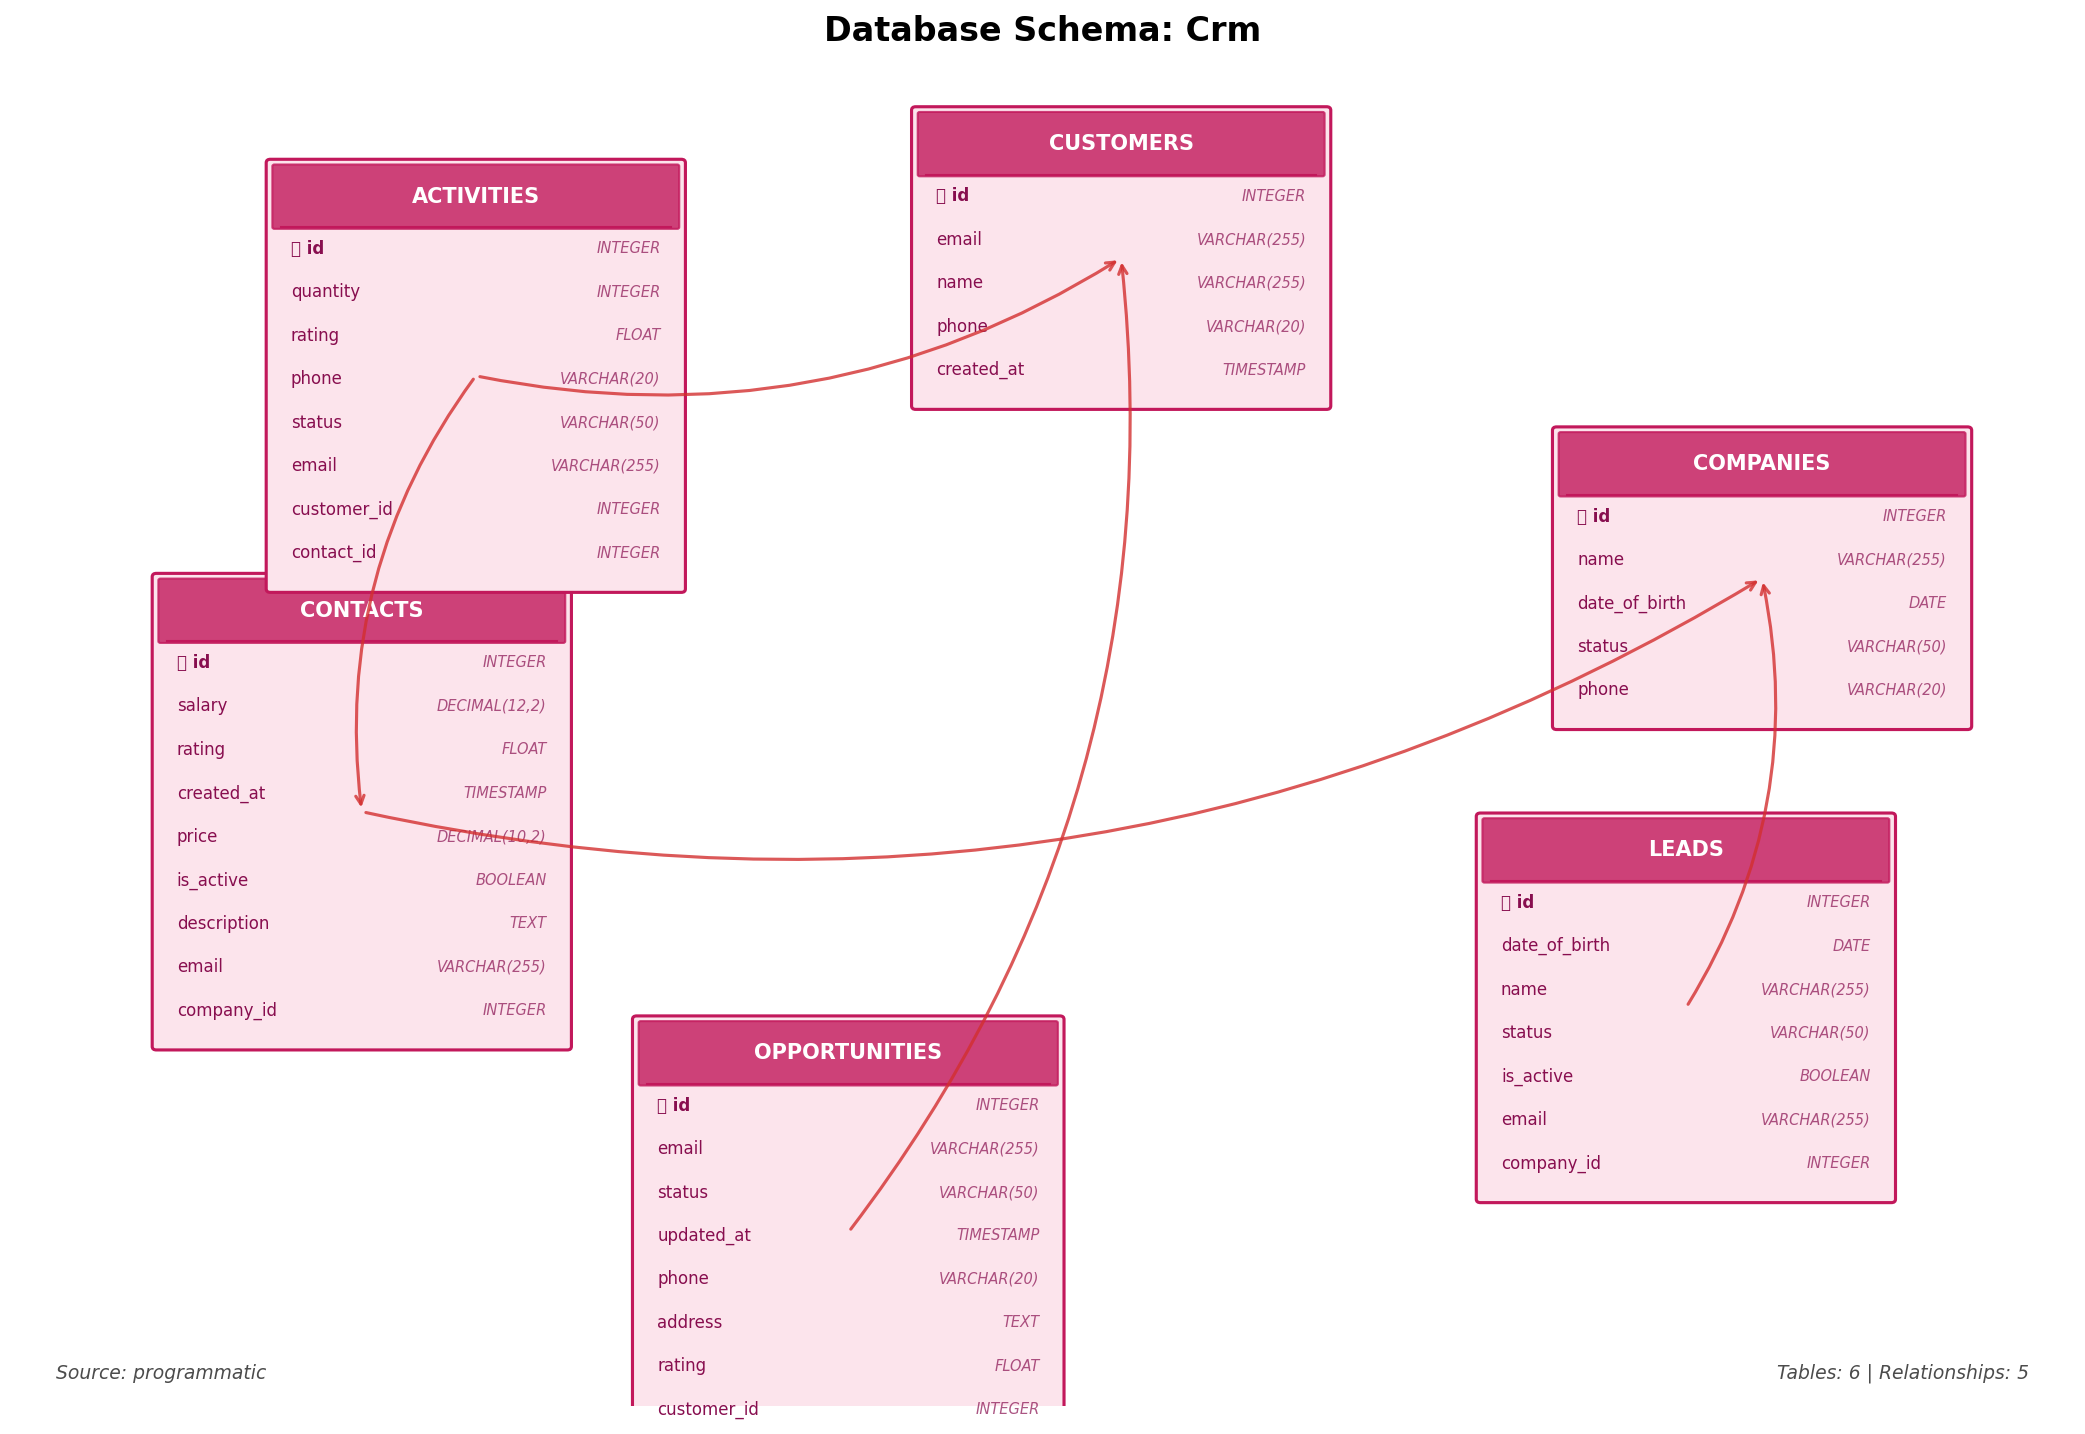 Database Schema: Crm
CUSTOMERS
id INTEGER
email VARCHAR(255)
name VARCHAR(255)
phone VARCHAR(20)
created_at TIMESTAMP
ACTIVITIES
id INTEGER
quantity INTEGER
rating FLOAT
phone VARCHAR(20)
status VARCHAR(50)
email VARCHAR(255)
customer_id INTEGER
contact_id INTEGER
COMPANIES
id INTEGER
name VARCHAR(255)
date_of_birth DATE
status VARCHAR(50)
phone VARCHAR(20)
CONTACTS
id INTEGER
salary DECIMAL(12,2)
rating FLOAT
created_at TIMESTAMP
price DECIMAL(10,2)
is_active BOOLEAN
description TEXT
email VARCHAR(255)
company_id INTEGER
LEADS
id INTEGER
date_of_birth DATE
name VARCHAR(255)
status VARCHAR(50)
is_active BOOLEAN
email VARCHAR(255)
company_id INTEGER
OPPORTUNITIES
id INTEGER
email VARCHAR(255)
status VARCHAR(50)
updated_at TIMESTAMP
phone VARCHAR(20)
address TEXT
rating FLOAT
customer_id INTEGER
Source: programmatic
Tables: 6 | Relationships: 5